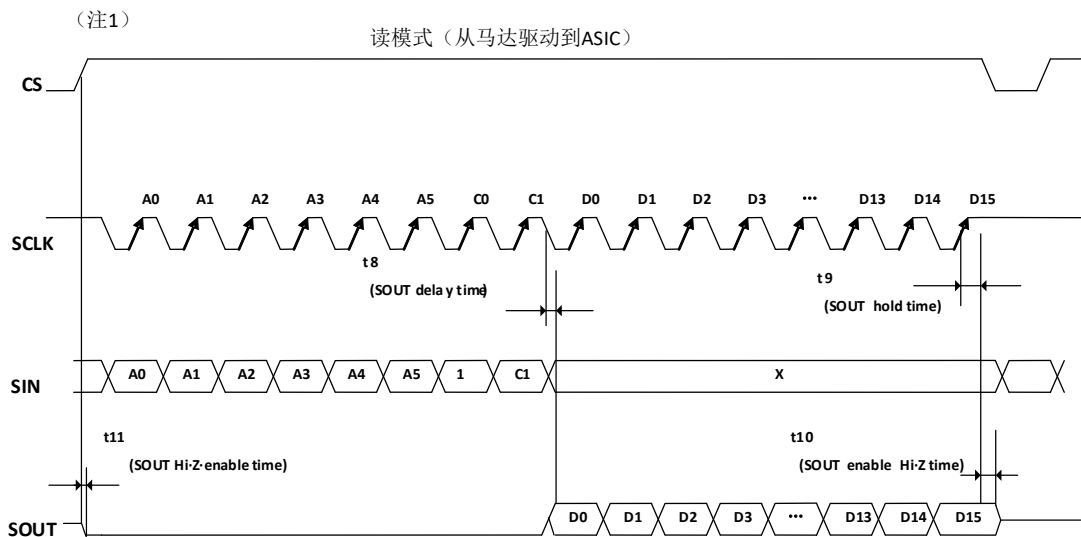 （注1）
读模式（从马达驱动到ASIC）
CS
A0 A1 A2 A3 A4 A5 C0 C1 D0 D1 D2 D3 ... D13 D14 D15
SCLK
t8
(SOUT delay time)
t9
(SOUT hold time)
SIN
A0 A1 A2 A3 A4 A5 1 C1 X
t11
(SOUT Hi-Z-enable time)
t10
(SOUT enable Hi-Z time)
SOUT
D0 D1 D2 D3 ... D13 D14 D15